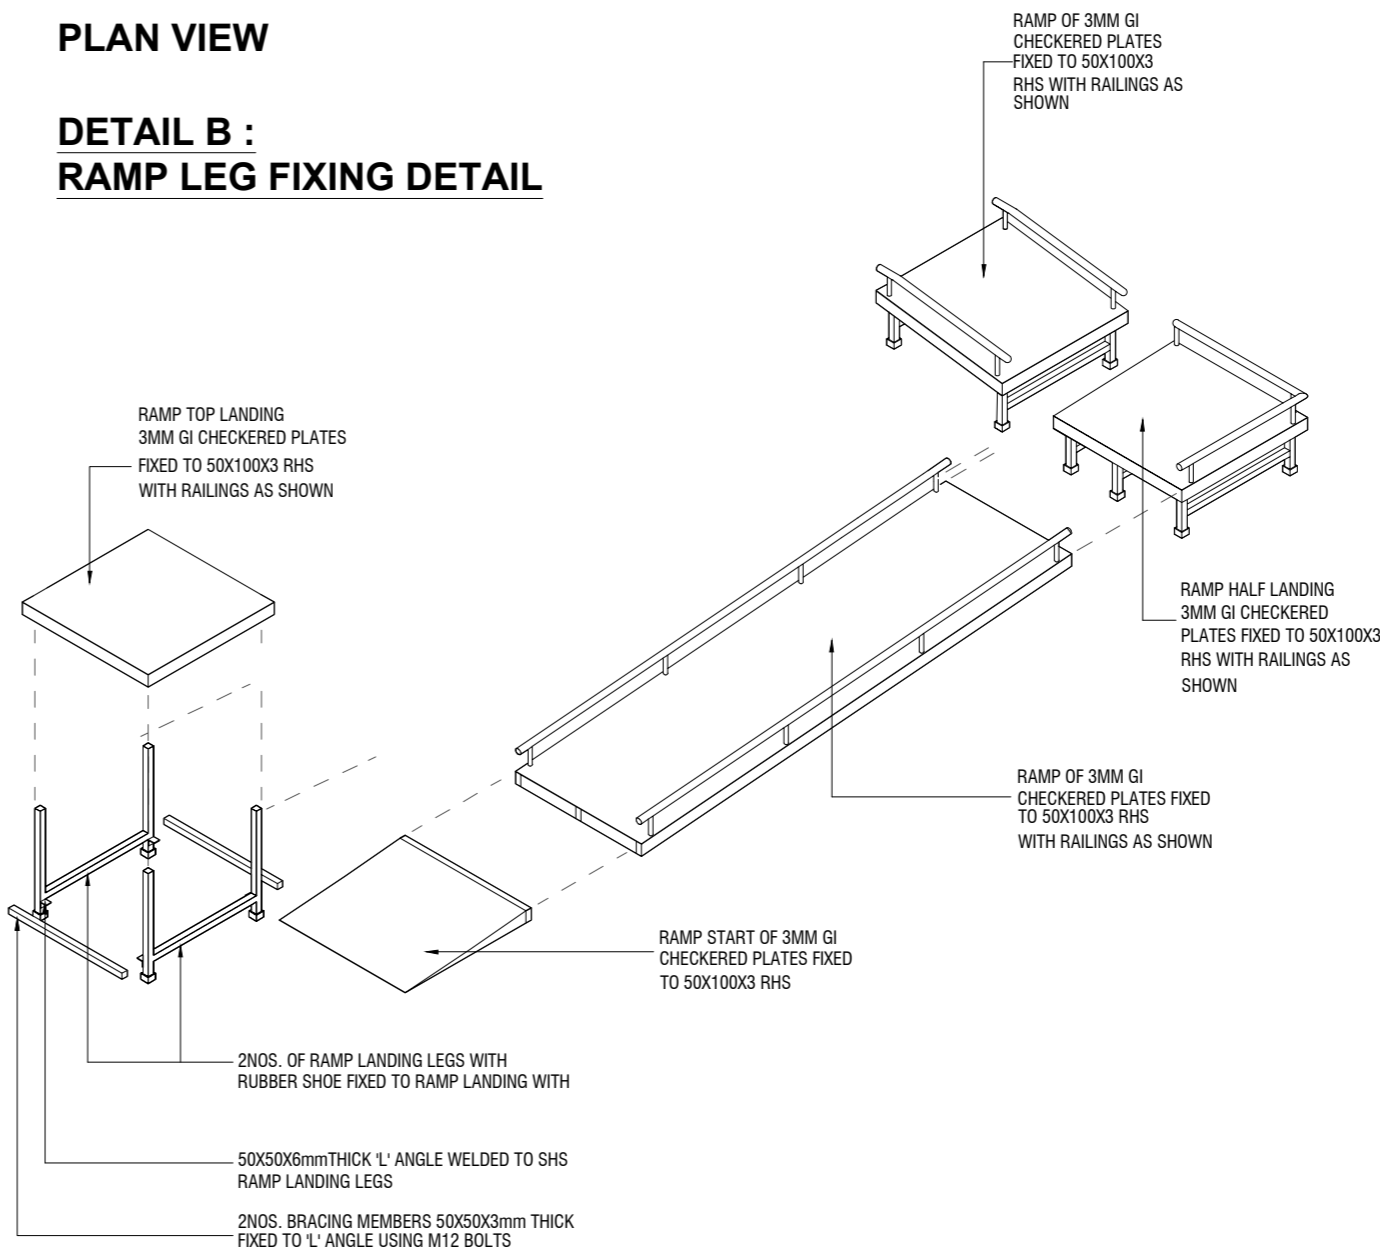 PLAN VIEW
DETAIL B :
RAMP LEG FIXING DETAIL
RAMP OF 3MM GI
CHECKERED PLATES
FIXED TO 50X100X3
RHS WITH RAILINGS AS
SHOWN
RAMP TOP LANDING
3MM GI CHECKERED PLATES
FIXED TO 50X100X3 RHS
WITH RAILINGS AS SHOWN
RAMP HALF LANDING
3MM GI CHECKERED
PLATES FIXED TO 50X100X3
RHS WITH RAILINGS AS
SHOWN
RAMP OF 3MM GI
CHECKERED PLATES FIXED
TO 50X100X3 RHS
WITH RAILINGS AS SHOWN
RAMP START OF 3MM GI
CHECKERED PLATES FIXED
TO 50X100X3 RHS
2NOS. OF RAMP LANDING LEGS WITH
RUBBER SHOE FIXED TO RAMP LANDING WITH
50X50X6mmTHICK 'L' ANGLE WELDED TO SHS
RAMP LANDING LEGS
2NOS. BRACING MEMBERS 50X50X3mm THICK
FIXED TO 'L' ANGLE USING M12 BOLTS